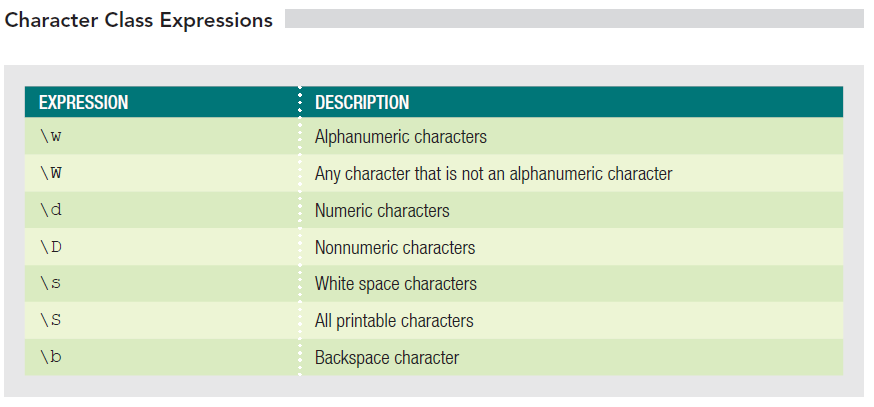 Character Class Expressions
EXPRESSION DESCRIPTION
\w Alphanumeric characters
\W Any character that is not an alphanumeric character
\d Numeric characters
\D Nonnumeric characters
\s White space characters
\S All printable characters
\b Backspace character